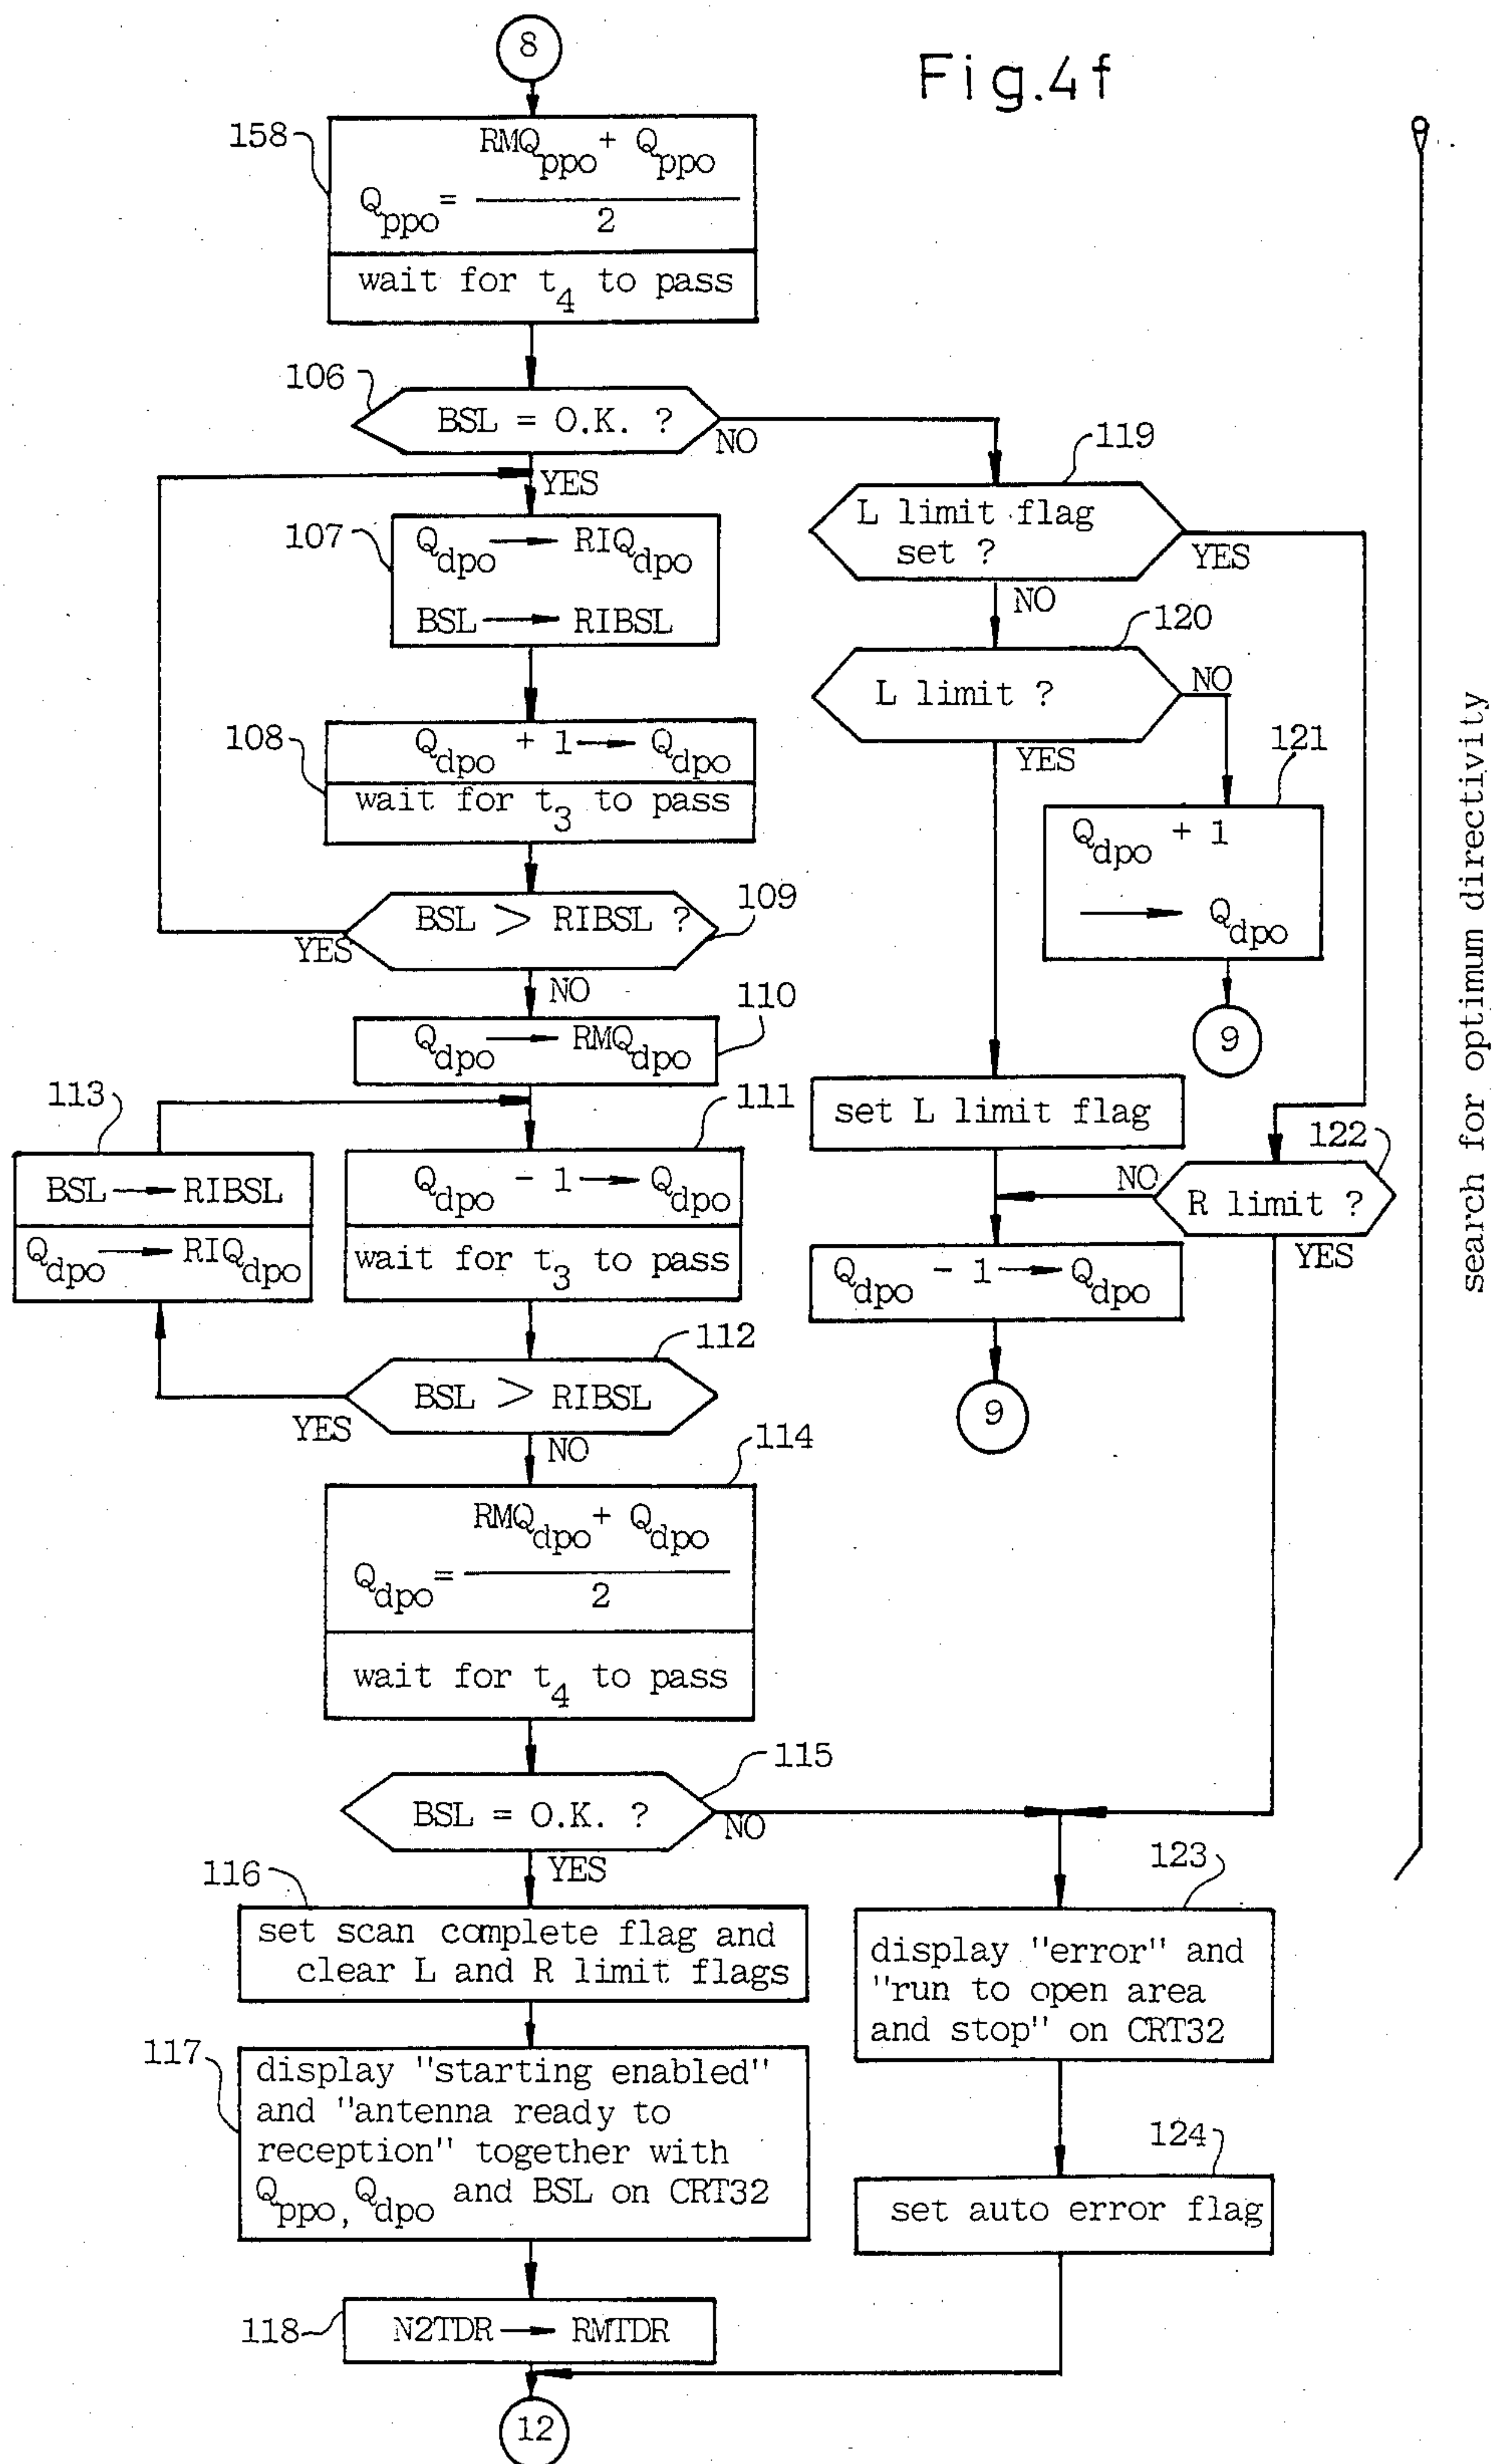 Fig.4f
8
158
RMQppo + Qppo
Qppo =
2
wait for t4 to pass
106
BSL = O.K. ?
NO
YES
107
Qdpo → RIQdpo
BSL → RIBSL
108
Qdpo + 1 → Qdpo
wait for t3 to pass
109
BSL > RIBSL ?
YES
NO
110
Qdpo → RMQdpo
113
BSL → RIBSL
Qdpo → RIQdpo
111
Qdpo - 1 → Qdpo
wait for t3 to pass
112
BSL > RIBSL
YES
NO
114
RMQdpo + Qdpo
Qdpo =
2
wait for t4 to pass
115
BSL = O.K. ?
NO
YES
116
set scan complete flag and
clear L and R limit flags
117
display "starting enabled"
and "antenna ready to
reception" together with
Qppo, Qdpo and BSL on CRT32
118
N2TDR → RMTDR
12
119
L limit flag
set ?
YES
NO
120
L limit ?
NO
YES
121
Qdpo + 1
→ Qdpo
9
set L limit flag
122
R limit ?
NO
YES
Qdpo - 1 → Qdpo
9
123
display "error" and
"run to open area
and stop" on CRT32
124
set auto error flag
search for optimum directivity